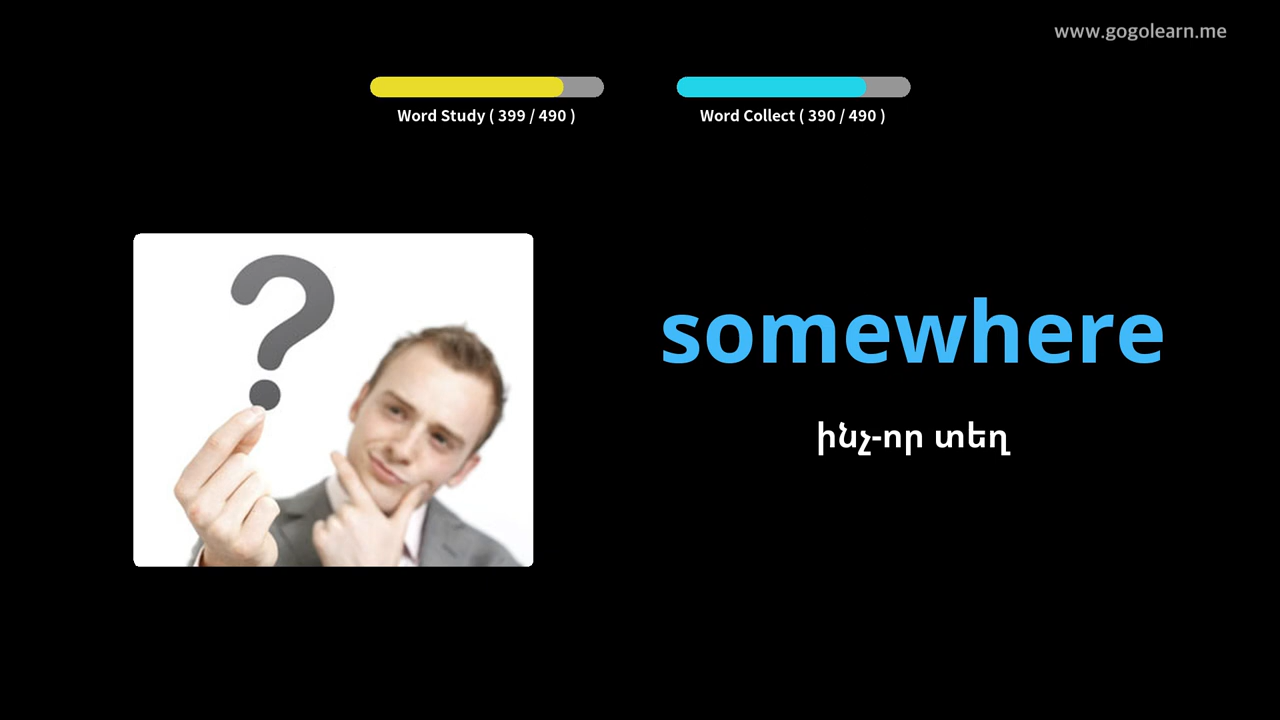 www.gogolearn.me
Word Study ( 399 / 490 )
Word Collect ( 390 / 490 )
?
somewhere
ինչ-որ տեղ